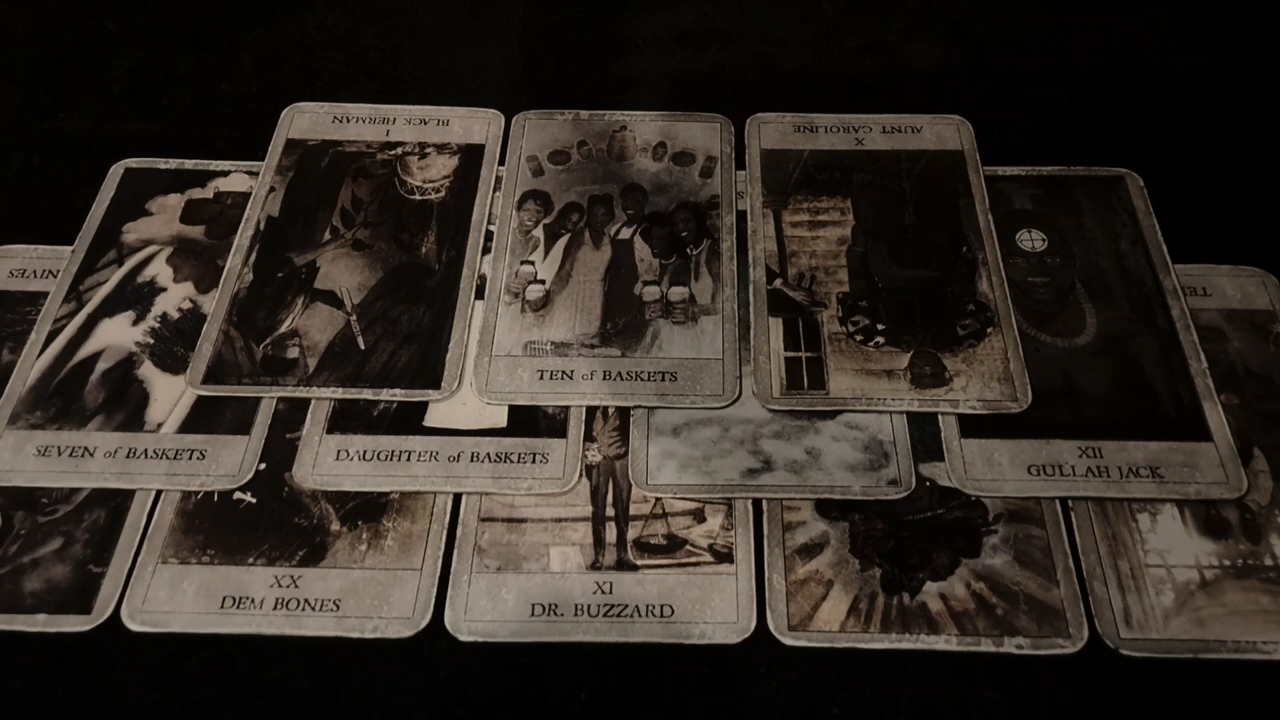 BLACK HERMAN
I
AUNT CAROLINE
X
TEN of BASKETS
SEVEN of BASKETS
DAUGHTER of BASKETS
XII
GULLAH JACK
XX
DEM BONES
XI
DR. BUZZARD